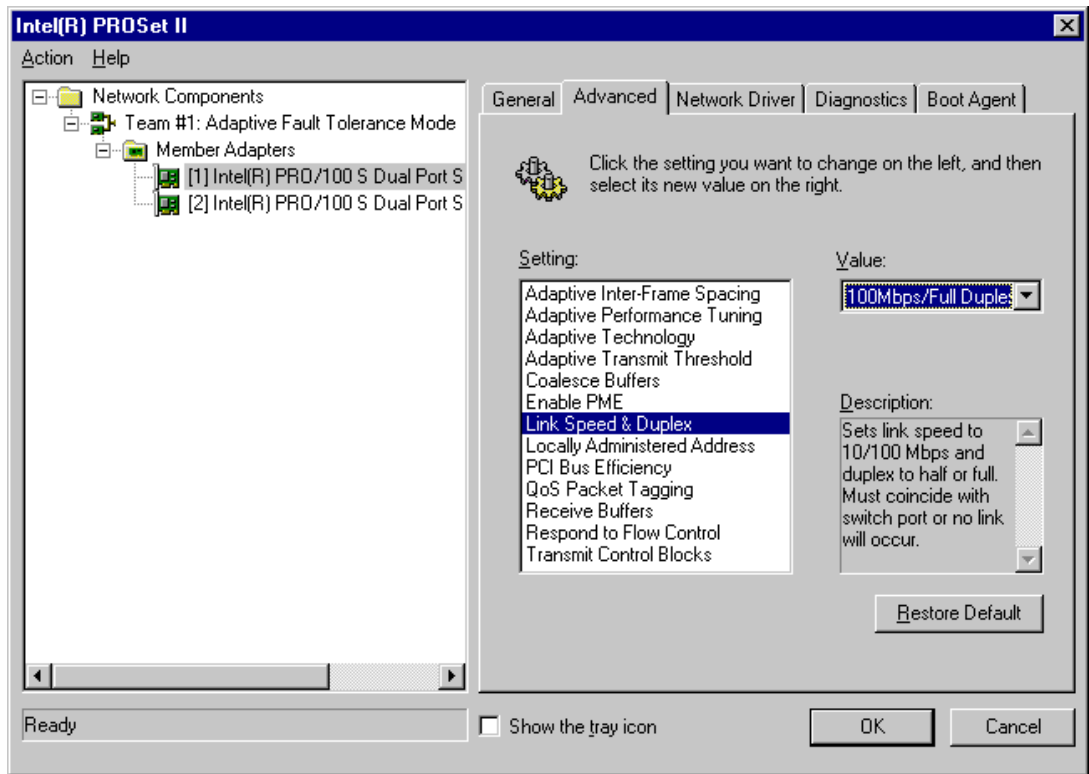 Intel(R) PROSet II
Action Help
Network Components
Team #1: Adaptive Fault Tolerance Mode
Member Adapters
[1] Intel(R) PRO/100 S Dual Port S
[2] Intel(R) PRO/100 S Dual Port S
General Advanced Network Driver Diagnostics Boot Agent
Click the setting you want to change on the left, and then
select its new value on the right.
Setting:
Adaptive Inter-Frame Spacing
Adaptive Performance Tuning
Adaptive Technology
Adaptive Transmit Threshold
Coalesce Buffers
Enable PME
Link Speed & Duplex
Locally Administered Address
PCI Bus Efficiency
QoS Packet Tagging
Receive Buffers
Respond to Flow Control
Transmit Control Blocks
Value:
100Mbps/Full Duplex
Description:
Sets link speed to
10/100 Mbps and
duplex to half or full.
Must coincide with
switch port or no link
will occur.
Restore Default
Ready
Show the tray icon
OK
Cancel